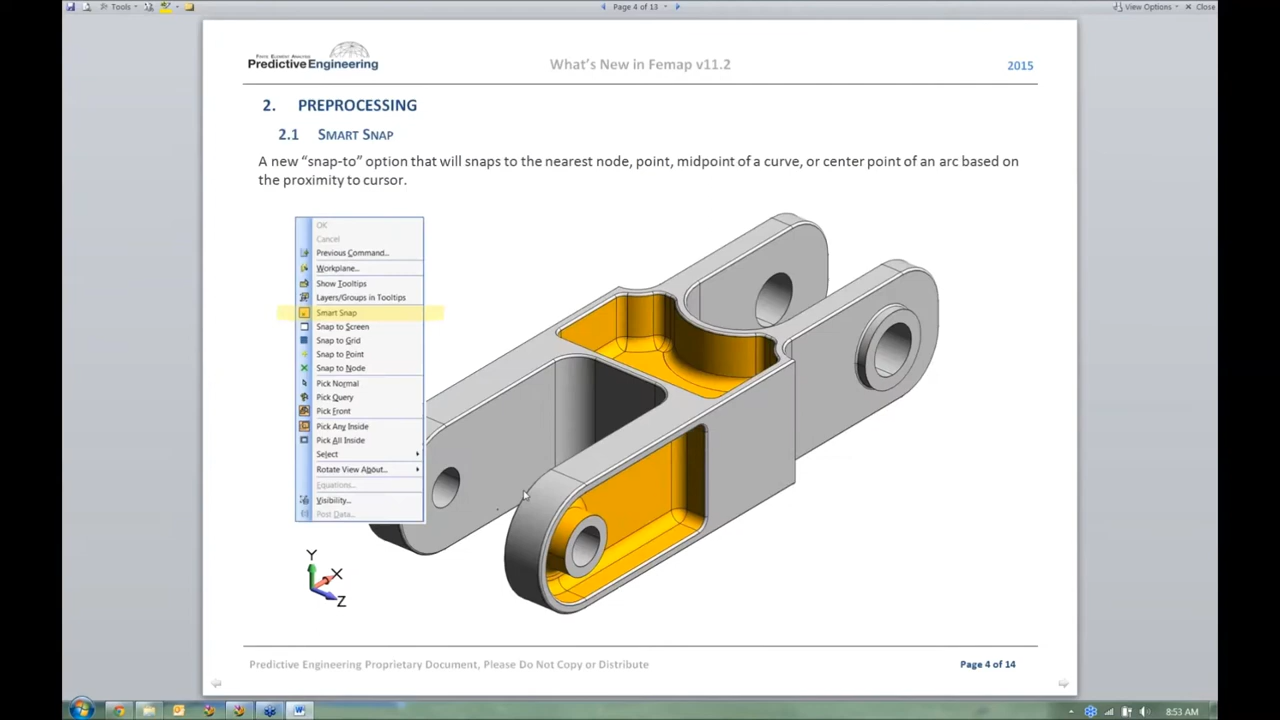 Tools
Page 4 of 13
View Options
Close
FINITE ELEMENT ANALYSIS
Predictive Engineering
What's New in Femap v11.2
2015
2. PREPROCESSING
2.1 SMART SNAP
A new “snap-to” option that will snaps to the nearest node, point, midpoint of a curve, or center point of an arc based on
the proximity to cursor.
OK
Cancel
Previous Command...
Workplane...
Show Tooltips
Layers/Groups in Tooltips
Smart Snap
Snap to Screen
Snap to Grid
Snap to Point
Snap to Node
Pick Normal
Pick Query
Pick Front
Pick Any Inside
Pick All Inside
Select
Rotate View About...
Equations...
Visibility...
Post Data...
Y
X
Z
Predictive Engineering Proprietary Document, Please Do Not Copy or Distribute
Page 4 of 14
8:53 AM